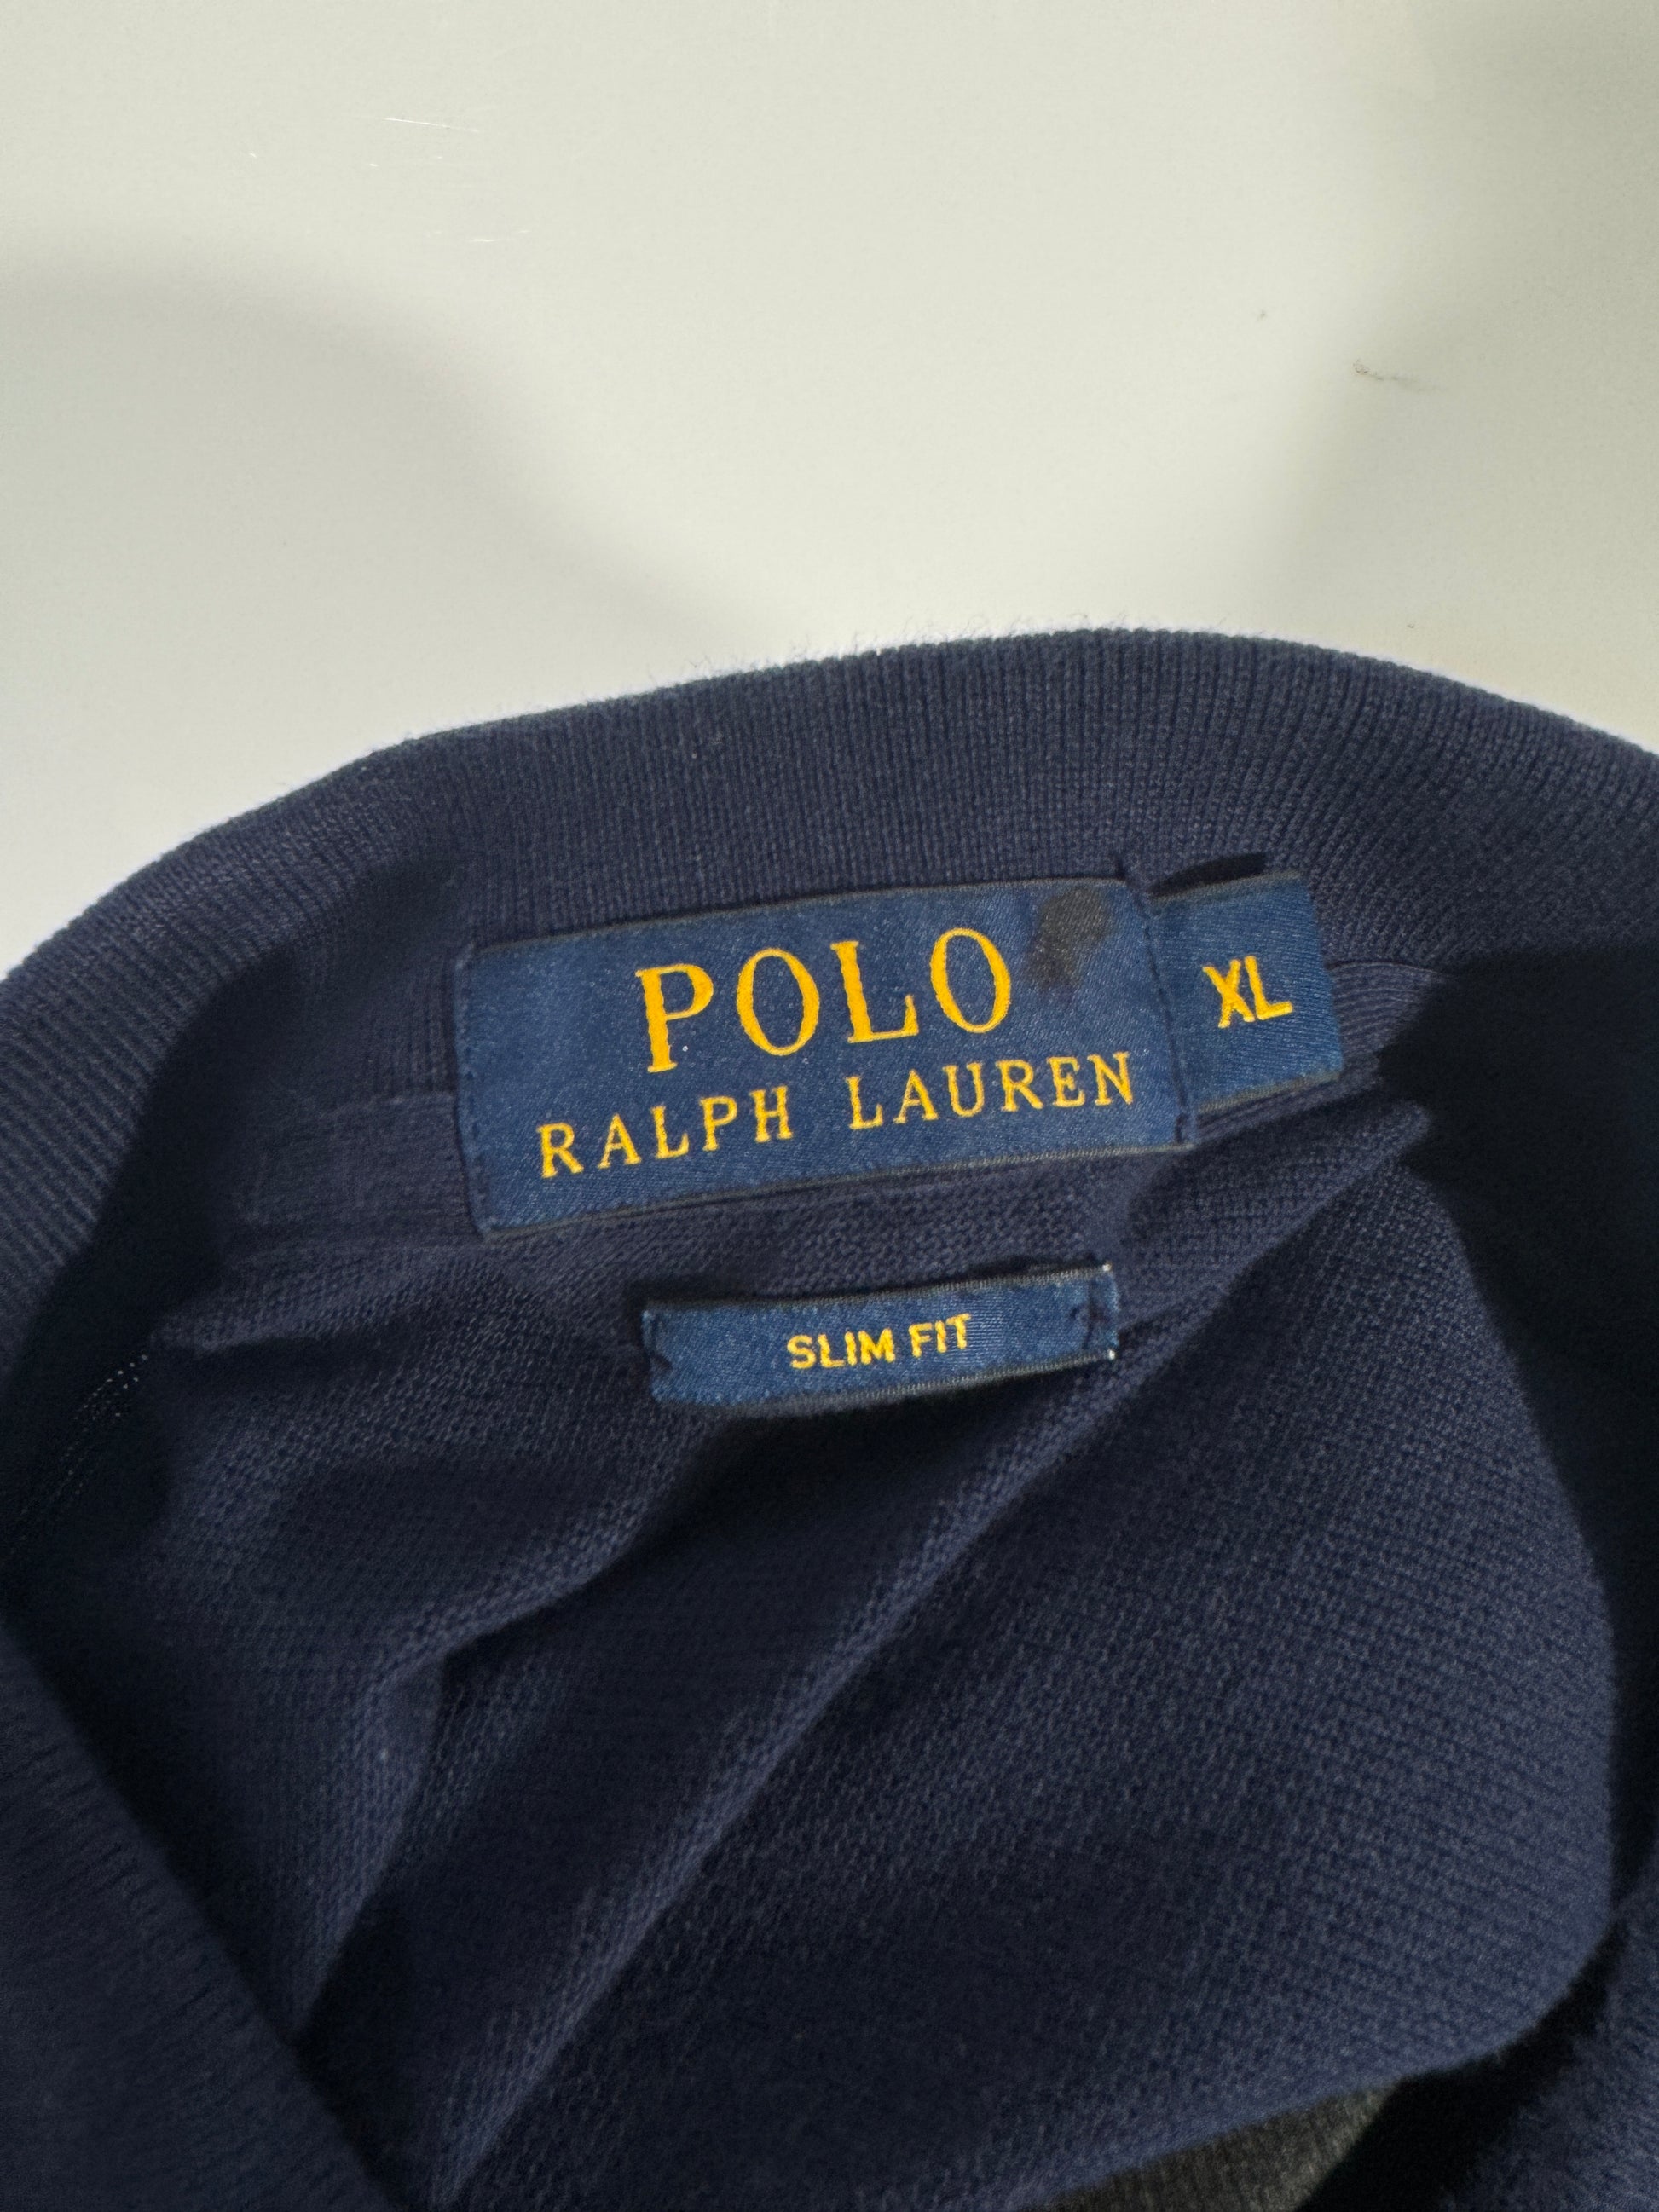 POLO
RALPH LAUREN
XL
SLIM FIT